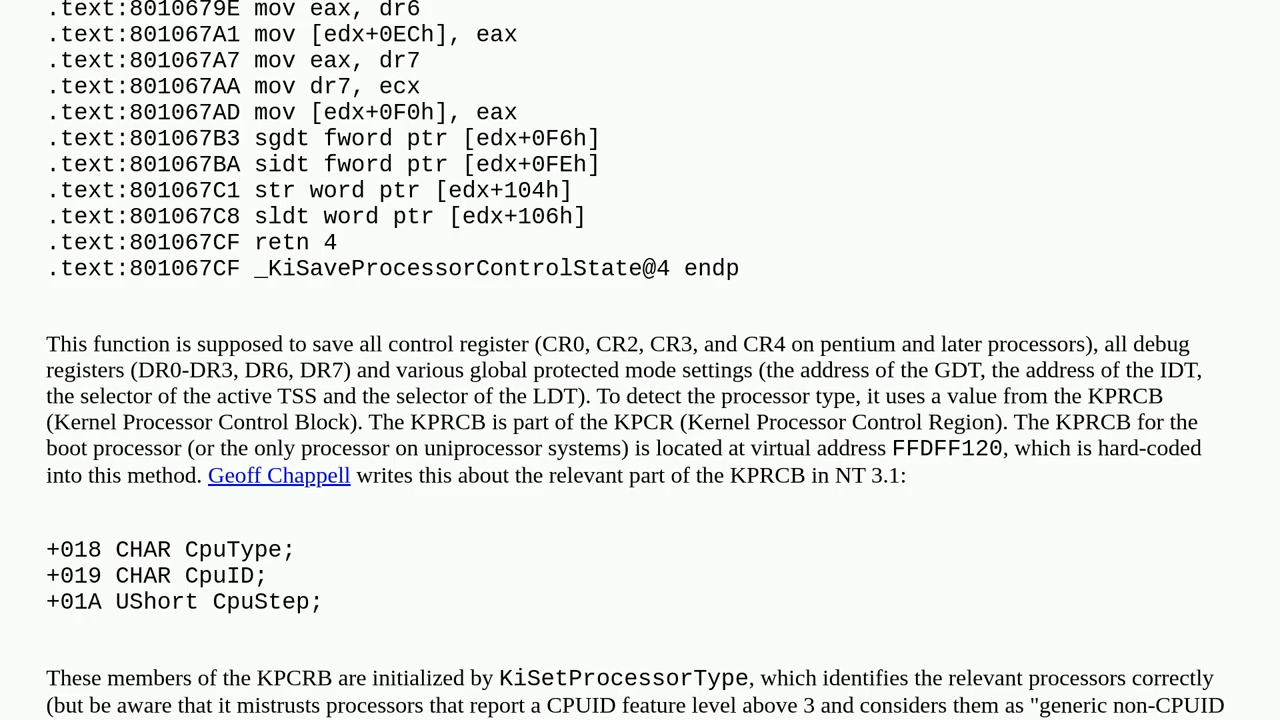 .text:8010679E mov eax, dr6
.text:801067A1 mov [edx+0ECh], eax
.text:801067A7 mov eax, dr7
.text:801067AA mov dr7, ecx
.text:801067AD mov [edx+0F0h], eax
.text:801067B3 sgdt fword ptr [edx+0F6h]
.text:801067BA sidt fword ptr [edx+0FEh]
.text:801067C1 str word ptr [edx+104h]
.text:801067C8 sldt word ptr [edx+106h]
.text:801067CF retn 4
.text:801067CF _KiSaveProcessorControlState@4 endp
This function is supposed to save all control register (CR0, CR2, CR3, and CR4 on pentium and later processors), all debug
registers (DR0-DR3, DR6, DR7) and various global protected mode settings (the address of the GDT, the address of the IDT,
the selector of the active TSS and the selector of the LDT). To detect the processor type, it uses a value from the KPRCB
(Kernel Processor Control Block). The KPRCB is part of the KPCR (Kernel Processor Control Region). The KPRCB for the
boot processor (or the only processor on uniprocessor systems) is located at virtual address FFDFF120, which is hard-coded
into this method. Geoff Chappell writes this about the relevant part of the KPRCB in NT 3.1:
+018 CHAR CpuType;
+019 CHAR CpuID;
+01A UShort CpuStep;
These members of the KPCRB are initialized by KiSetProcessorType, which identifies the relevant processors correctly
(but be aware that it mistrusts processors that report a CPUID feature level above 3 and considers them as "generic non-CPUID